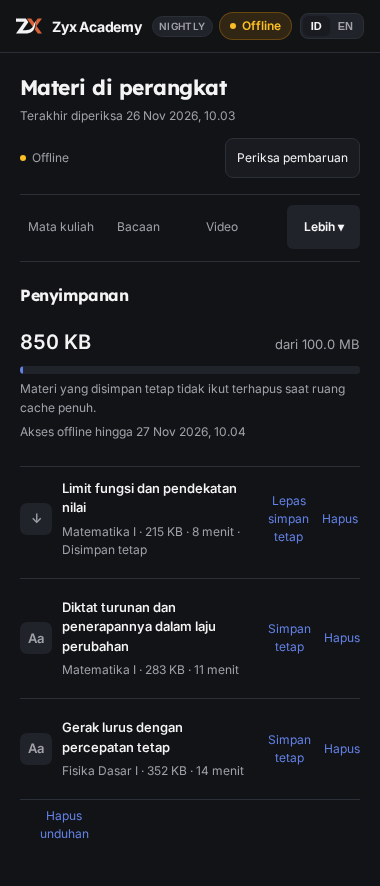 ZX Zyx Academy NIGHTLY Offline ID EN
Materi di perangkat
Terakhir diperiksa 26 Nov 2026, 10.03
Offline Periksa pembaruan
Mata kuliah Bacaan Video Lebih ▾
Penyimpanan
850 KB dari 100.0 MB
Materi yang disimpan tetap tidak ikut terhapus saat ruang
cache penuh.
Akses offline hingga 27 Nov 2026, 10.04
↓
Limit fungsi dan pendekatan
nilai
Matematika I · 215 KB · 8 menit ·
Disimpan tetap
Lepas
simpan
tetap
Hapus
Aa
Diktat turunan dan
penerapannya dalam laju
perubahan
Matematika I · 283 KB · 11 menit
Simpan
tetap
Hapus
Aa
Gerak lurus dengan
percepatan tetap
Fisika Dasar I · 352 KB · 14 menit
Simpan
tetap
Hapus
Hapus
unduhan